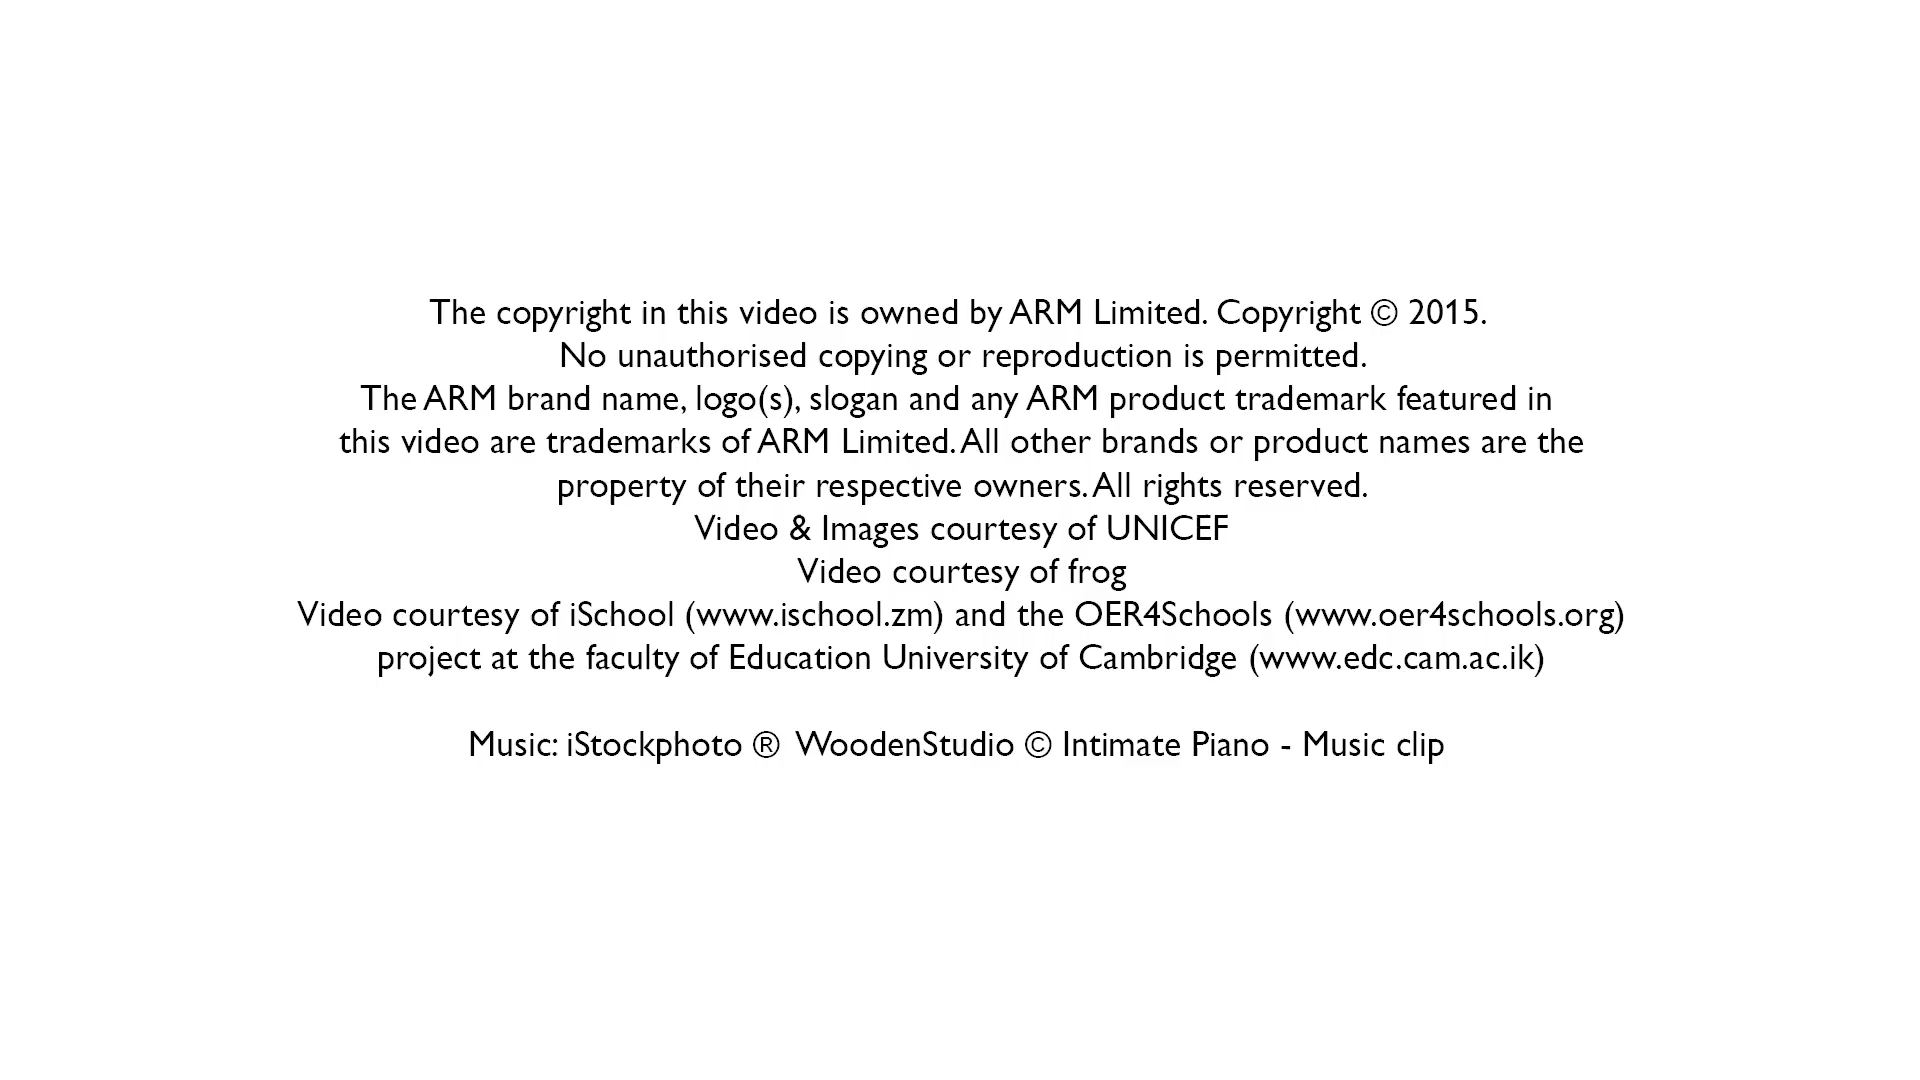 The copyright in this video is owned by ARM Limited. Copyright © 2015.
No unauthorised copying or reproduction is permitted.
The ARM brand name, logo(s), slogan and any ARM product trademark featured in
this video are trademarks of ARM Limited. All other brands or product names are the
property of their respective owners. All rights reserved.
Video & Images courtesy of UNICEF
Video courtesy of frog
Video courtesy of iSchool (www.ischool.zm) and the OER4Schools (www.oer4schools.org)
project at the faculty of Education University of Cambridge (www.edc.cam.ac.ik)
Music: iStockphoto ® WoodenStudio © Intimate Piano - Music clip